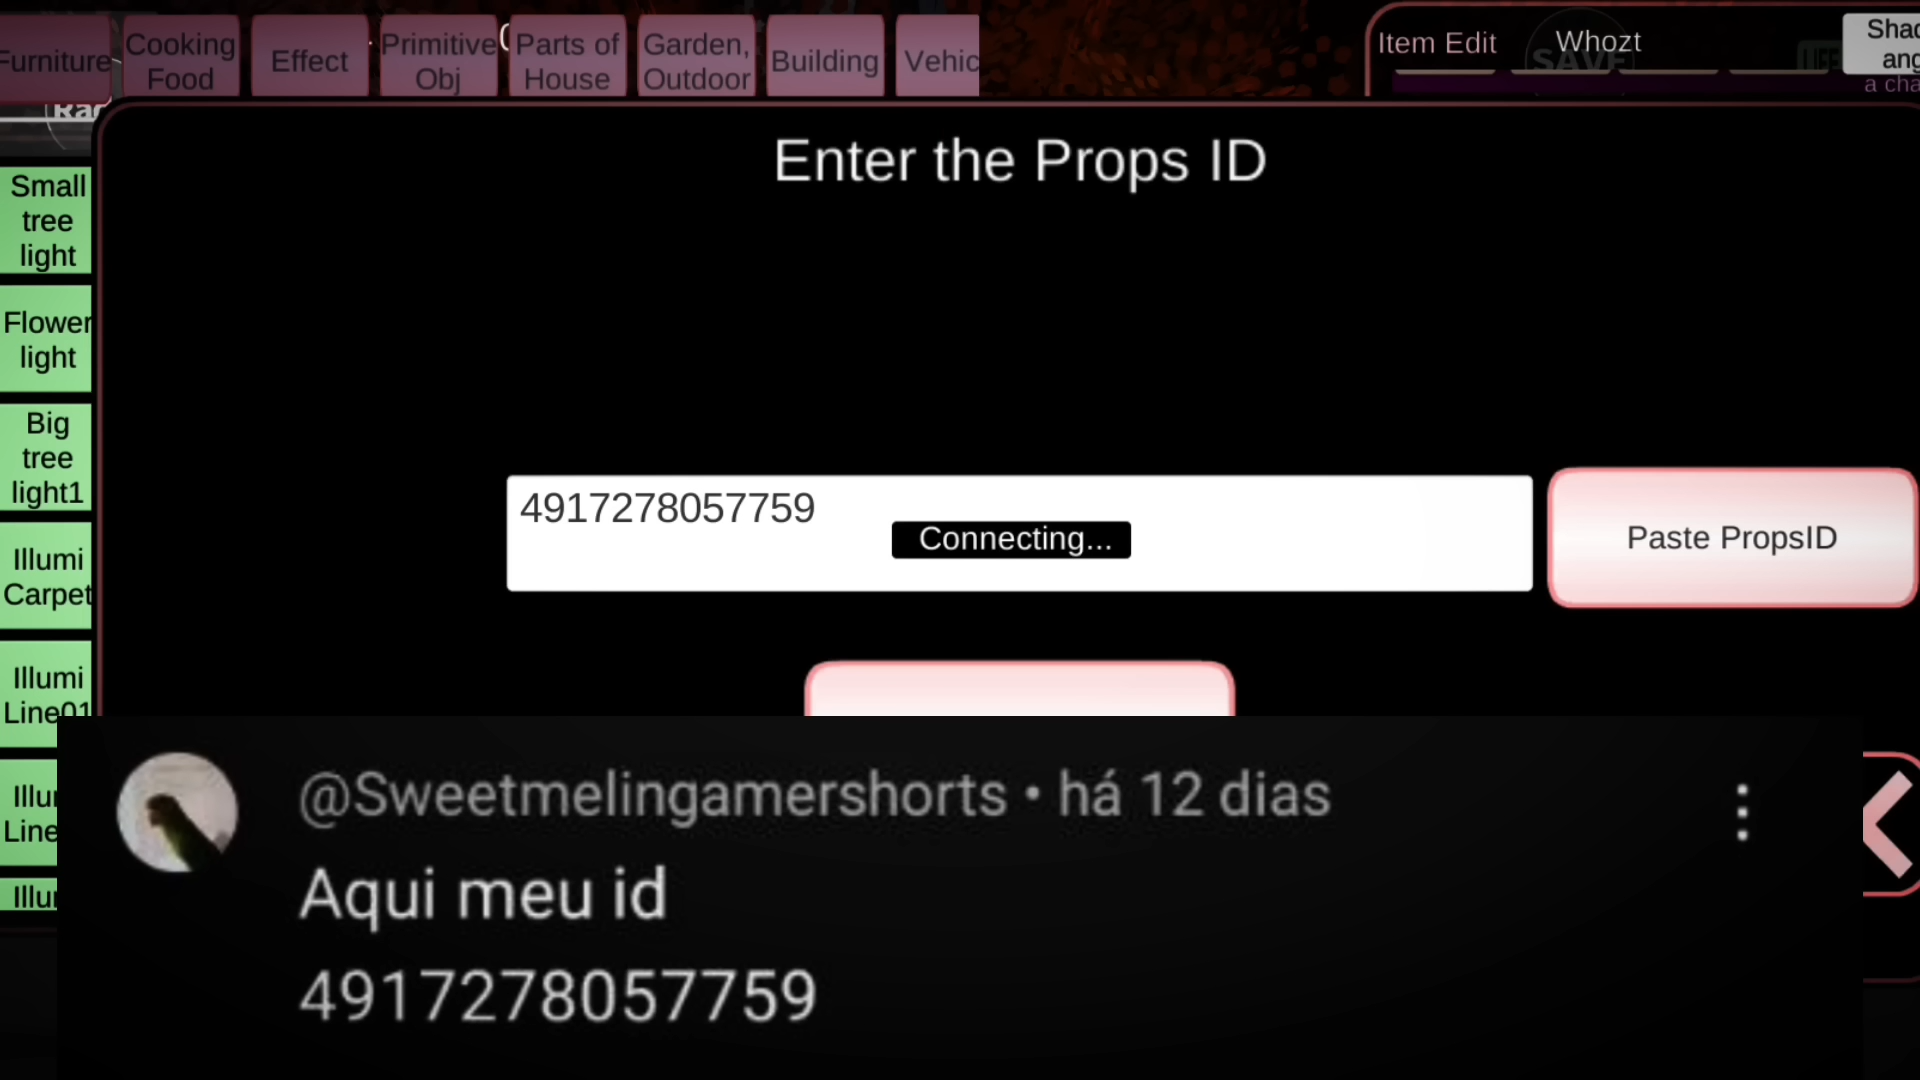 Furniture
Cooking
Food
Effect
Primitive
Obj
Parts of
House
Garden,
Outdoor
Building
Item Edit
Whozt
SAVE
a
Small
tree
light
Flower
light
Big
tree
light1
Illumi
Carpet
Illumi
Line01
Line
Enter the Props ID
4917278057759
Connecting...
Paste PropsID
@Sweetmelingamershorts • há 12 dias
Aqui meu id
4917278057759